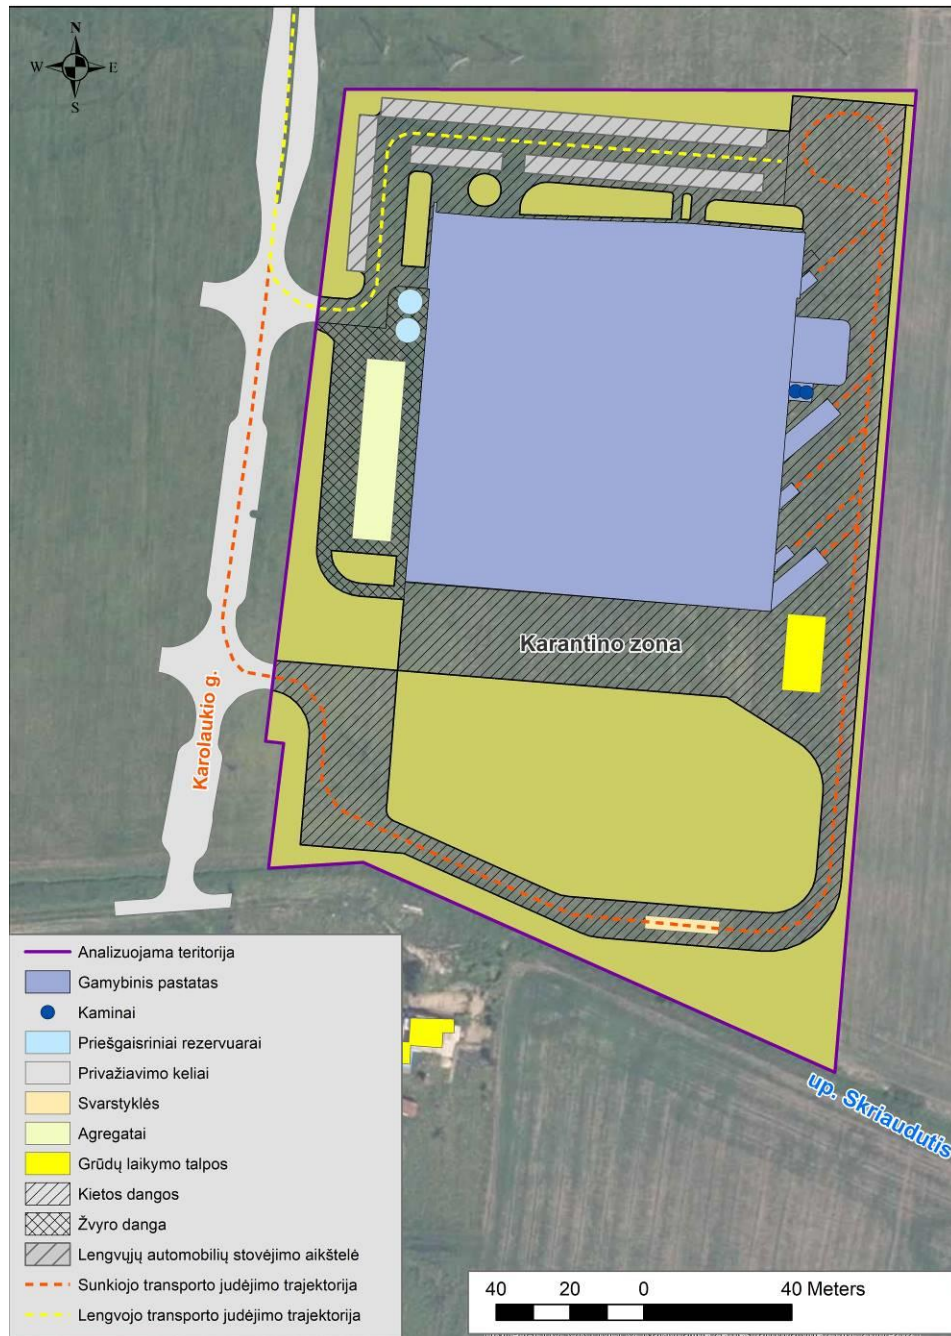 N
W E
S
Karantino zona
Karolaukio g.
up. Skriaudutis
Analizuojama teritorija
Gamybinis pastatas
Kaminai
Priešgaisriniai rezervuarai
Privažiavimo keliai
Svarstyklės
Agregatai
Grūdų laikymo talpos
Kietos dangos
Žvyro danga
Lengvųjų automobilių stovėjimo aikštelė
Sunkiojo transporto judėjimo trajektorija
Lengvojo transporto judėjimo trajektorija
40 20 0 40 Meters